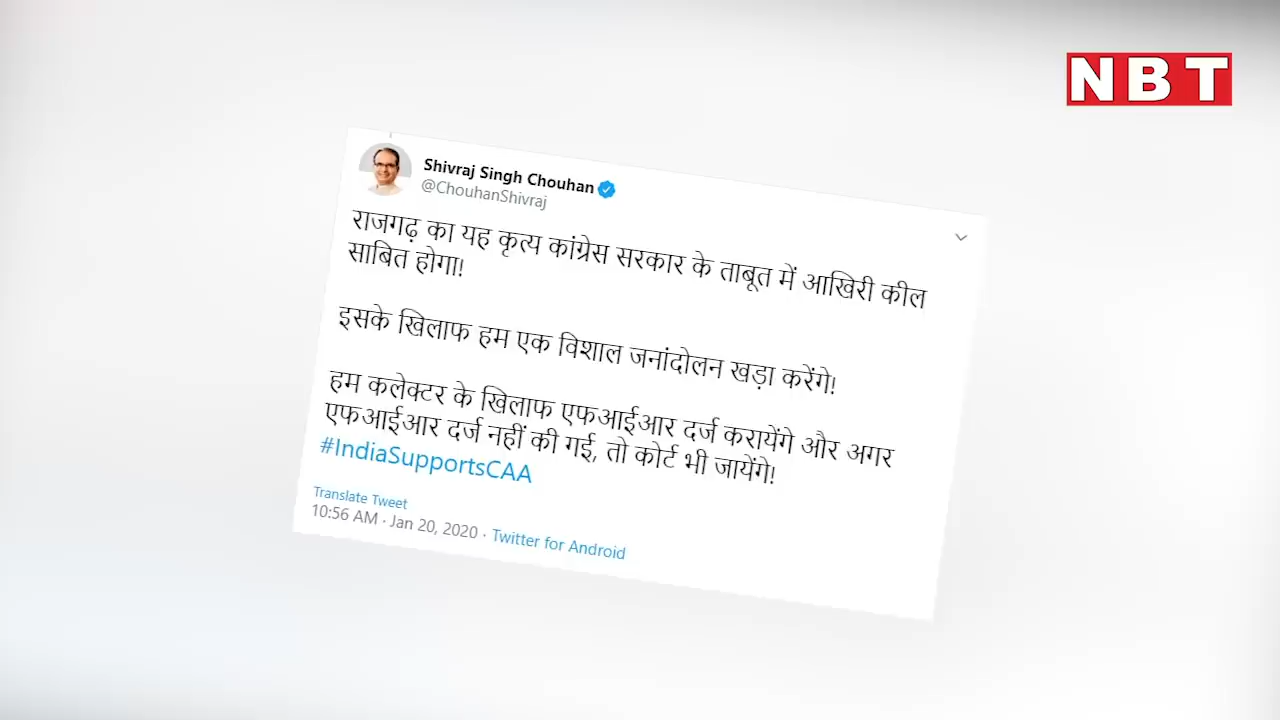 NBT
Shivraj Singh Chouhan
@ChouhanShivraj
राजगढ़ का यह कृत्य कांग्रेस सरकार के ताबूत में आखिरी कील
साबित होगा!
इसके खिलाफ हम एक विशाल जनांदोलन खड़ा करेंगे!
हम कलेक्टर के खिलाफ एफआईआर दर्ज करायेंगे और अगर
एफआईआर दर्ज नहीं की गई, तो कोर्ट भी जायेंगे!
#IndiaSupportsCAA
Translate Tweet
10:56 AM · Jan 20, 2020 · Twitter for Android